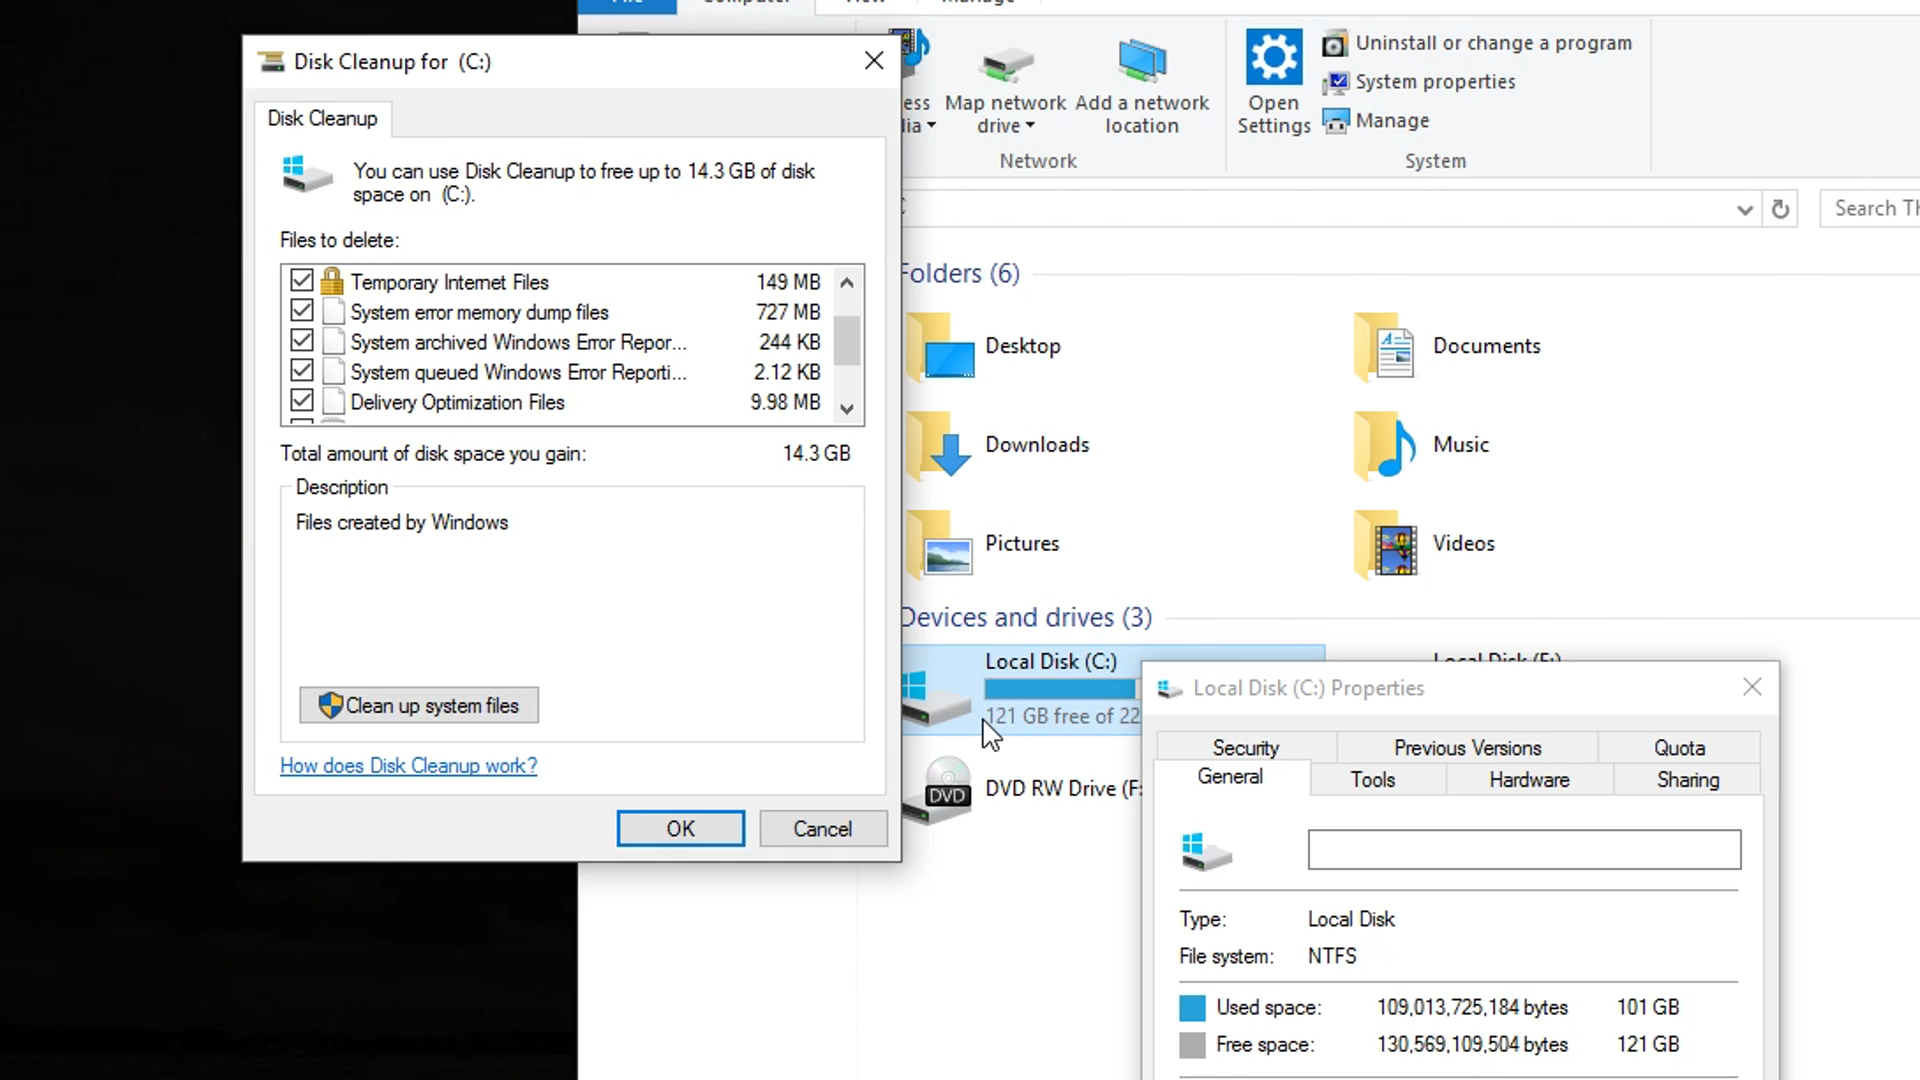 File
Computer
View
Manage
Disk Cleanup for (C:)
Disk Cleanup
You can use Disk Cleanup to free up to 14.3 GB of disk
space on (C:).
Files to delete:
Temporary Internet Files 149 MB
System error memory dump files 727 MB
System archived Windows Error Repor... 244 KB
System queued Windows Error Reporti... 2.12 KB
Delivery Optimization Files 9.98 MB
Total amount of disk space you gain: 14.3 GB
Description
Files created by Windows
Clean up system files
How does Disk Cleanup work?
OK
Cancel
Map network
drive
Add a network
location
Network
Open
Settings
Uninstall or change a program
System properties
Manage
System
Search Th
Folders (6)
Desktop
Documents
Downloads
Music
Pictures
Videos
Devices and drives (3)
Local Disk (C:)
121 GB free of 22
DVD RW Drive (F:
DVD
Local Disk (C:) Properties
Security
Previous Versions
Quota
General
Tools
Hardware
Sharing
Type: Local Disk
File system: NTFS
Used space: 109,013,725,184 bytes 101 GB
Free space: 130,569,109,504 bytes 121 GB